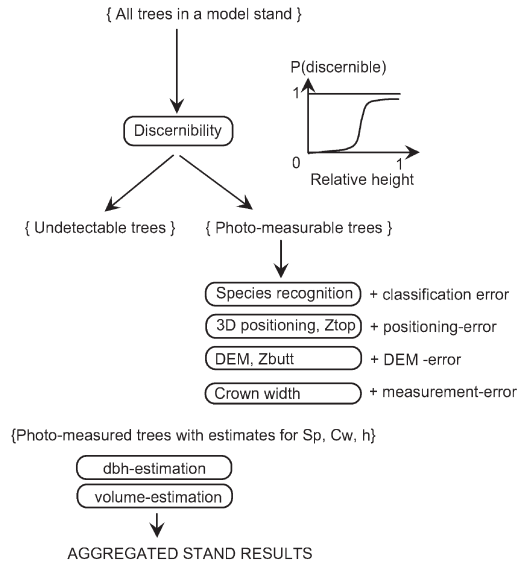 { All trees in a model stand }
P(discernible)
1
0
1
Relative height
Discernibility
{ Undetectable trees }
{ Photo-measurable trees }
Species recognition + classification error
3D positioning, Ztop + positioning-error
DEM, Zbutt + DEM -error
Crown width + measurement-error
{Photo-measured trees with estimates for Sp, Cw, h}
dbh-estimation
volume-estimation
AGGREGATED STAND RESULTS